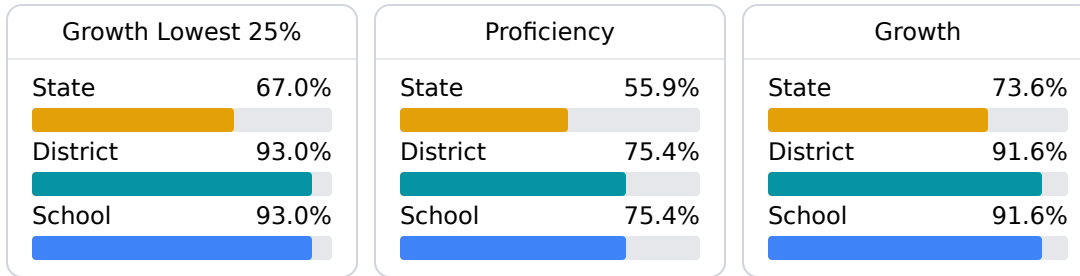 Growth Lowest 25%
State 67.0%
District 93.0%
School 93.0%
Proficiency
State 55.9%
District 75.4%
School 75.4%
Growth
State 73.6%
District 91.6%
School 91.6%